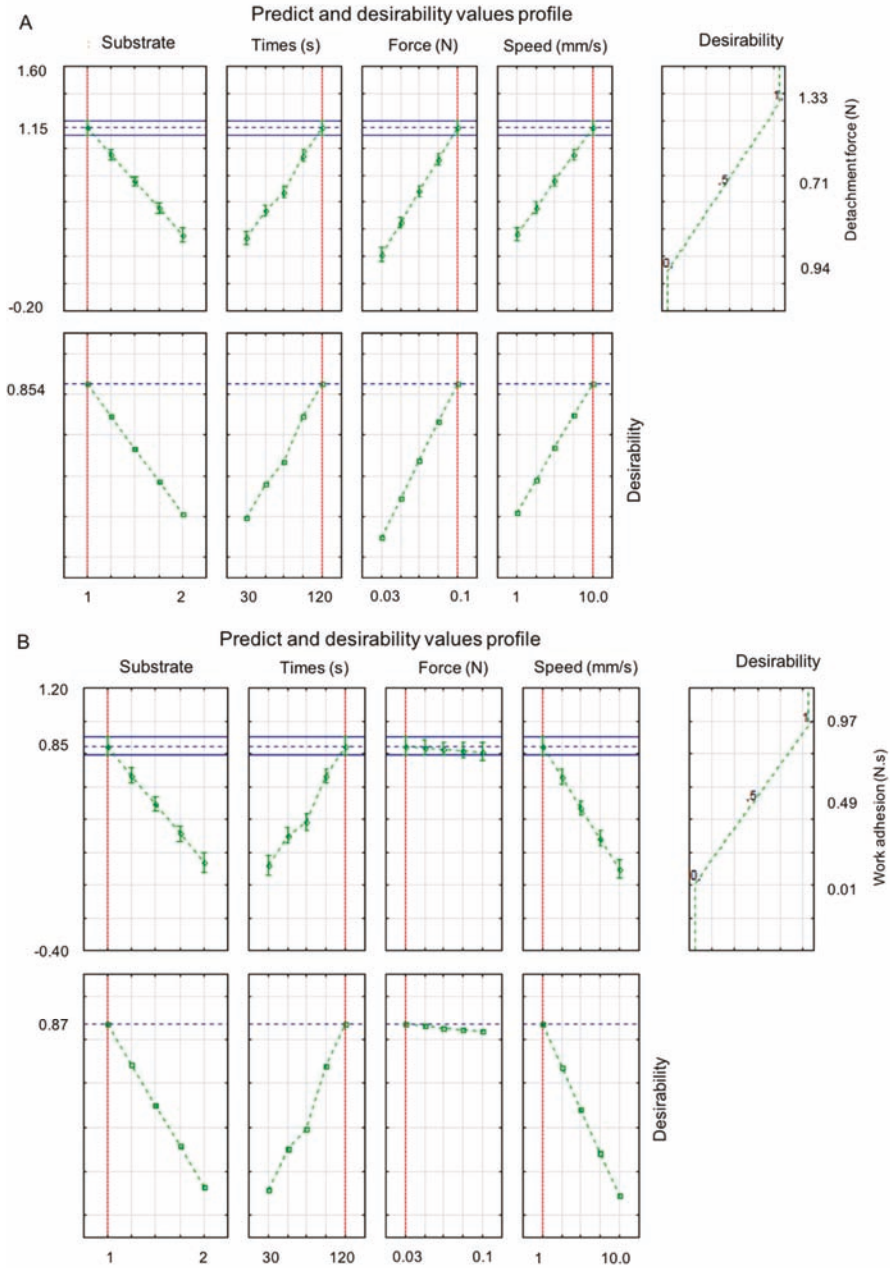 A
Predict and desirability values profile
Substrate Times (s) Force (N) Speed (mm/s) Desirability
1.60
1.15
-0.20
1.
.5
0.
1.33
0.71
0.94
Detachment force (N)
0.854
Desirability
1 2 30 120 0.03 0.1 1 10.0
B
Predict and desirability values profile
Substrate Times (s) Force (N) Speed (mm/s) Desirability
1.20
0.85
-0.40
1.
.5
0.
0.97
0.49
0.01
Work adhesion (N.s)
0.87
Desirability
1 2 30 120 0.03 0.1 1 10.0